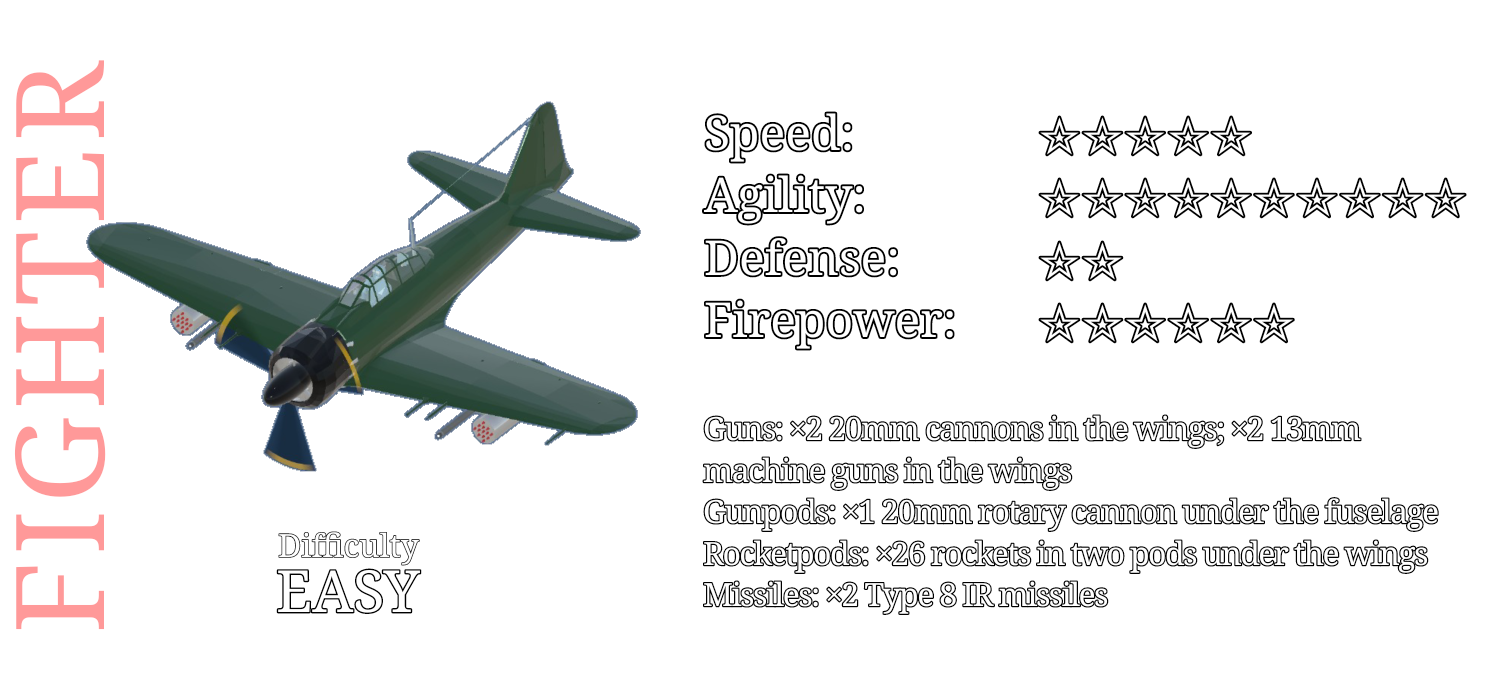 FIGHTER
Difficulty
EASY
Speed: ☆☆☆☆☆
Agility: ☆☆☆☆☆☆☆☆☆☆
Defense: ☆☆
Firepower: ☆☆☆☆☆☆
Guns: ×2 20mm cannons in the wings; ×2 13mm
machine guns in the wings
Gunpods: ×1 20mm rotary cannon under the fuselage
Rocketpods: ×26 rockets in two pods under the wings
Missiles: ×2 Type 8 IR missiles